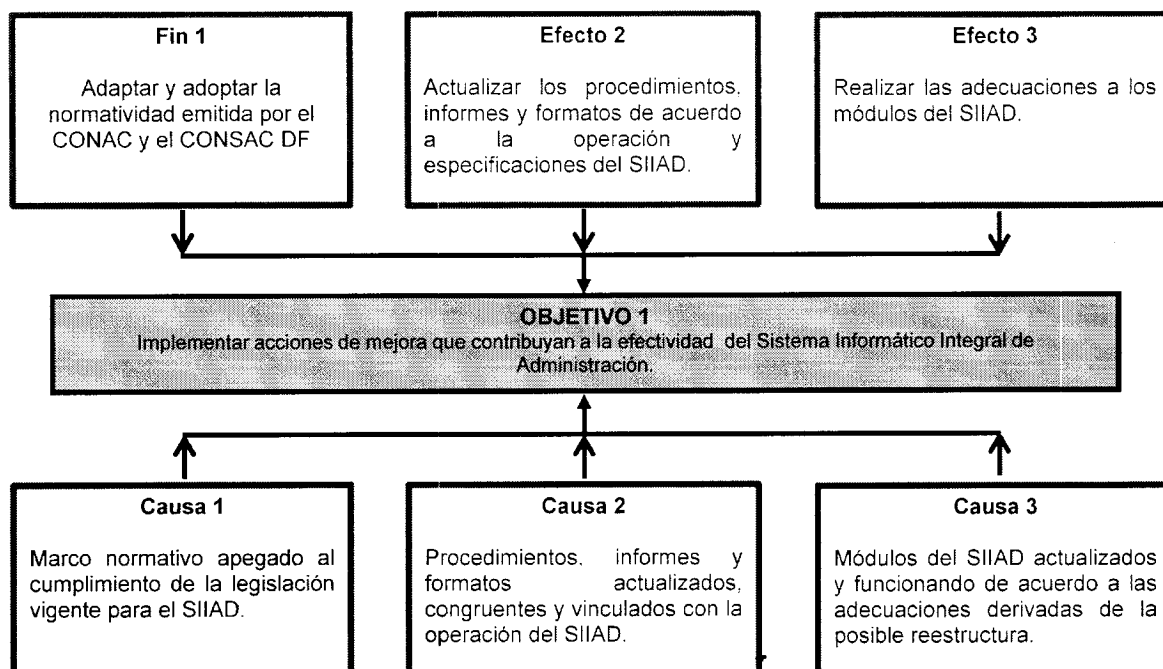 Fin 1
Adaptar y adoptar la
normatividad emitida por el
CONAC y el CONSAC DF
Efecto 2
Actualizar los procedimientos,
informes y formatos de acuerdo
a la operación y
especificaciones del SIIAD.
Efecto 3
Realizar las adecuaciones a los
módulos del SIIAD.
OBJETIVO 1
Implementar acciones de mejora que contribuyan a la efectividad del Sistema Informático Integral de
Administración.
Causa 1
Marco normativo apegado al
cumplimiento de la legislación
vigente para el SIIAD.
Causa 2
Procedimientos, informes y
formatos actualizados,
congruentes y vinculados con la
operación del SIIAD.
Causa 3
Módulos del SIIAD actualizados
y funcionando de acuerdo a las
adecuaciones derivadas de la
posible reestructura.